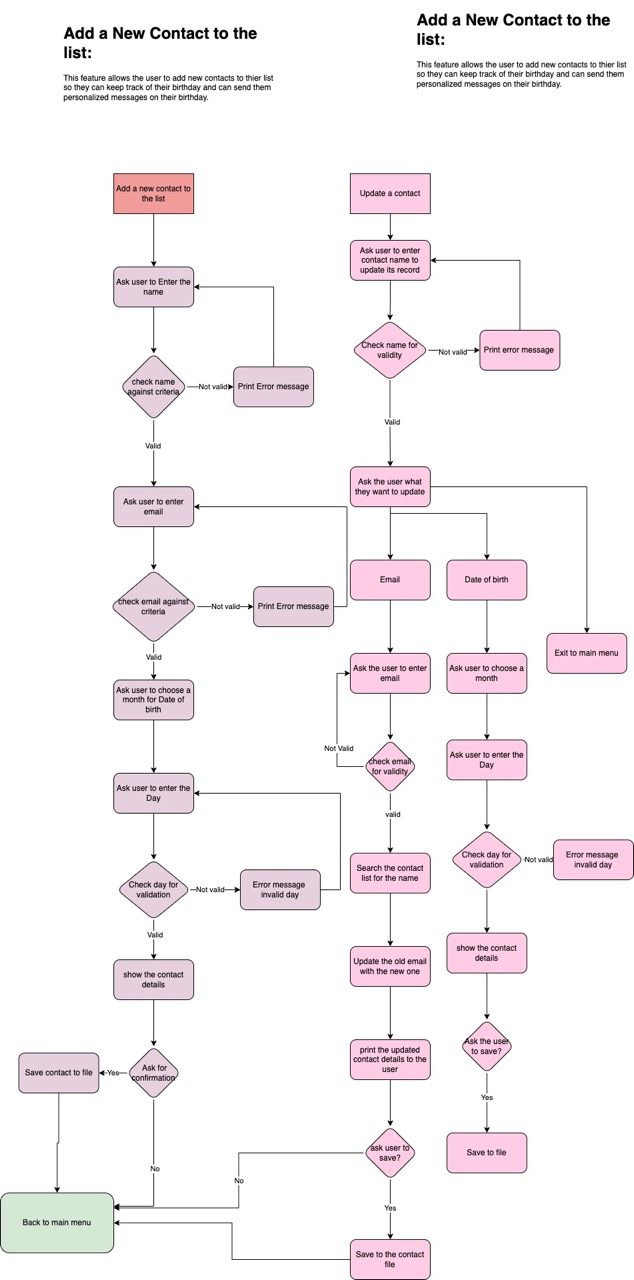 Add a New Contact to the
list:
This feature allows the user to add new contacts to thier list
so they can keep track of their birthday and can send them
personalized messages on their birthday.
Add a New Contact to the
list:
This feature allows the user to add new contacts to thier list
so they can keep track of their birthday and can send them
personalized messages on their birthday.
Add a new contact to
the list
Ask user to Enter the
name
check name
against criteria
Not valid
Print Error message
Valid
Ask user to enter
email
check email against
criteria
Not valid
Print Error message
Valid
Ask user to choose a
month for Date of
birth
Ask user to enter the
Day
Check day for
validation
Not valid
Error message
invalid day
Valid
show the contact
details
Ask for
confirmation
Yes
Save contact to file
No
Back to main menu
Update a contact
Ask user to enter
contact name to
update its record
Check name for
validity
Not valid
Print error message
Valid
Ask the user what
they want to update
Email
Ask the user to enter
email
check email
for validity
Not Valid
valid
Search the contact
list for the name
Update the old email
with the new one
print the updated
contact details to the
user
ask user to
save?
No
Yes
Save to the contact
file
Date of birth
Ask user to choose a
month
Ask user to enter the
Day
Check day for
validation
Not valid
Error message
invalid day
show the contact
details
Ask the user
to save?
Yes
Save to file
Exit to main menu